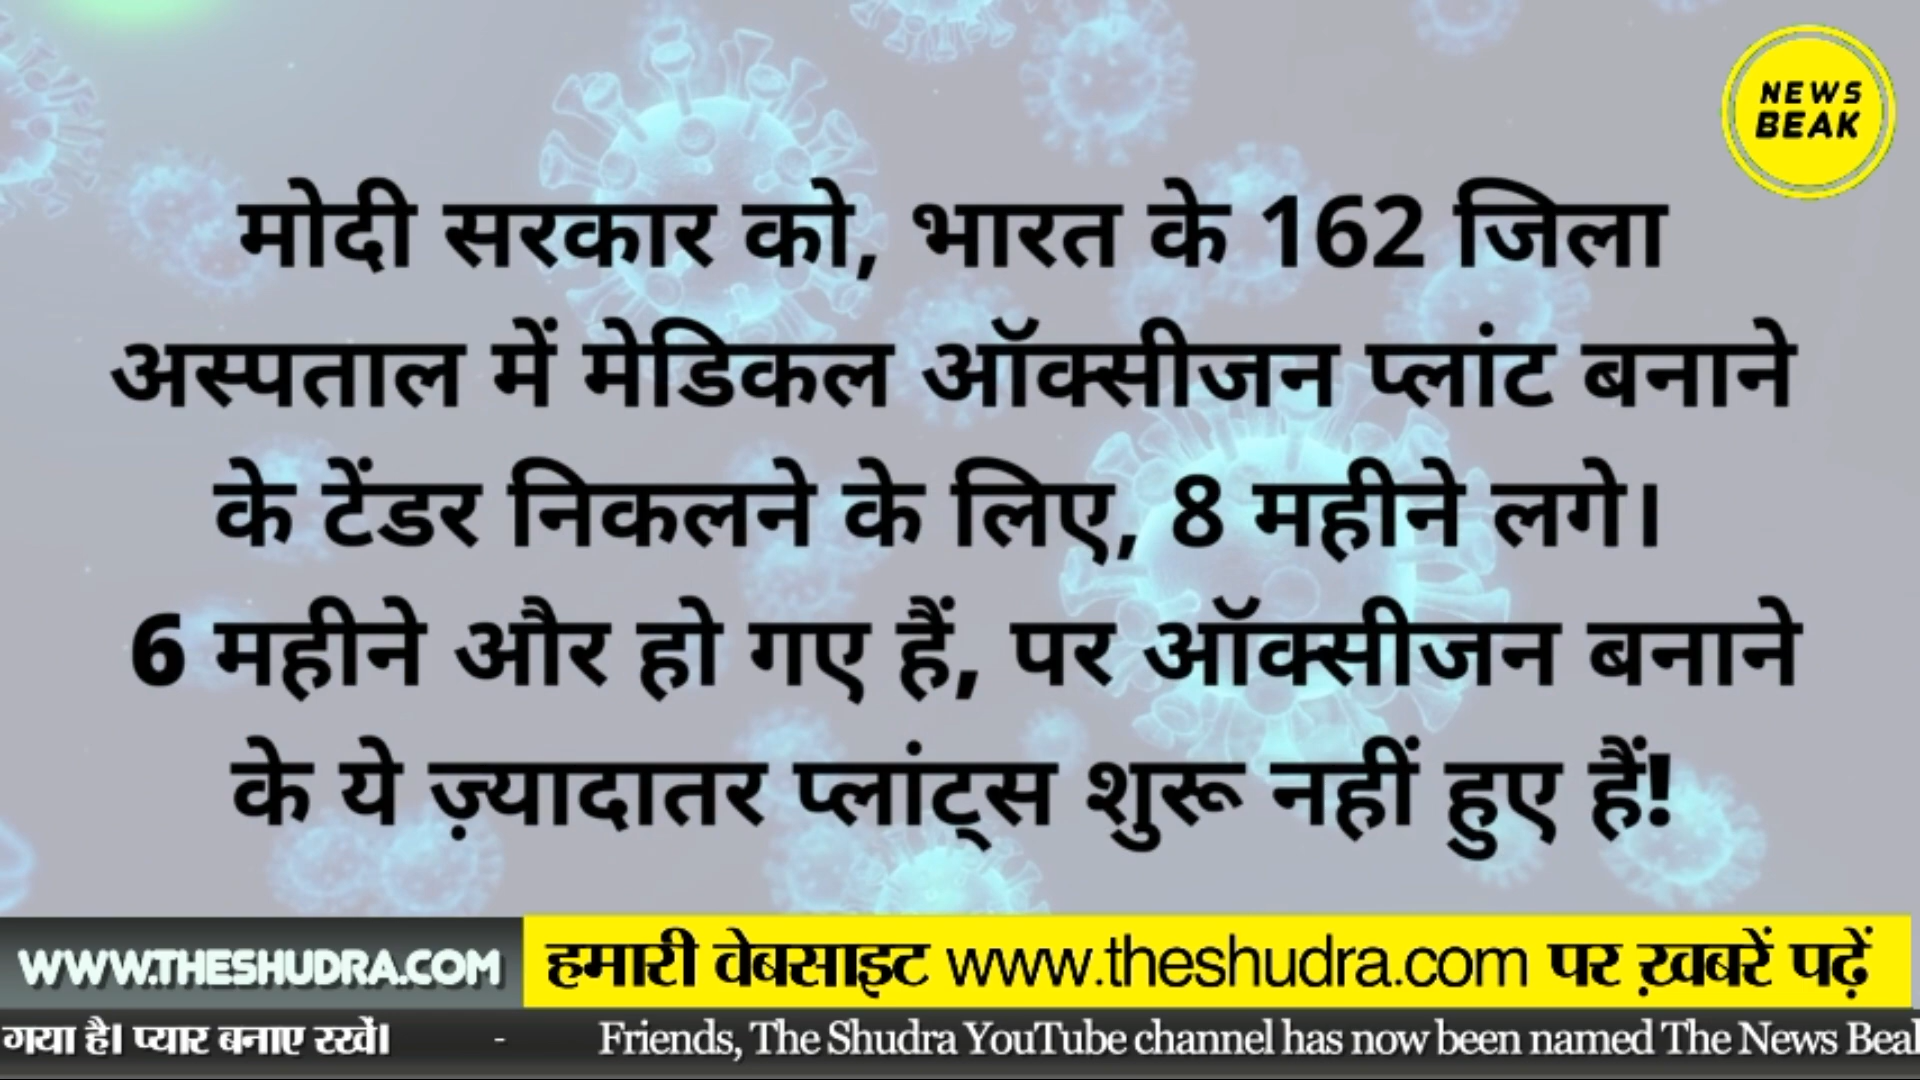 NEWS
BEAK
मोदी सरकार को, भारत के 162 जिला
अस्पताल में मेडिकल ऑक्सीजन प्लांट बनाने
के टेंडर निकलने के लिए, 8 महीने लगे।
6 महीने और हो गए हैं, पर ऑक्सीजन बनाने
के ये ज़्यादातर प्लांट्स शुरू नहीं हुए हैं!
WWW.THESHUDRA.COM
हमारी वेबसाइट www.theshudra.com पर ख़बरें पढ़ें
गया है। प्यार बनाए रखें। - Friends, The Shudra YouTube channel has now been named The News Bea